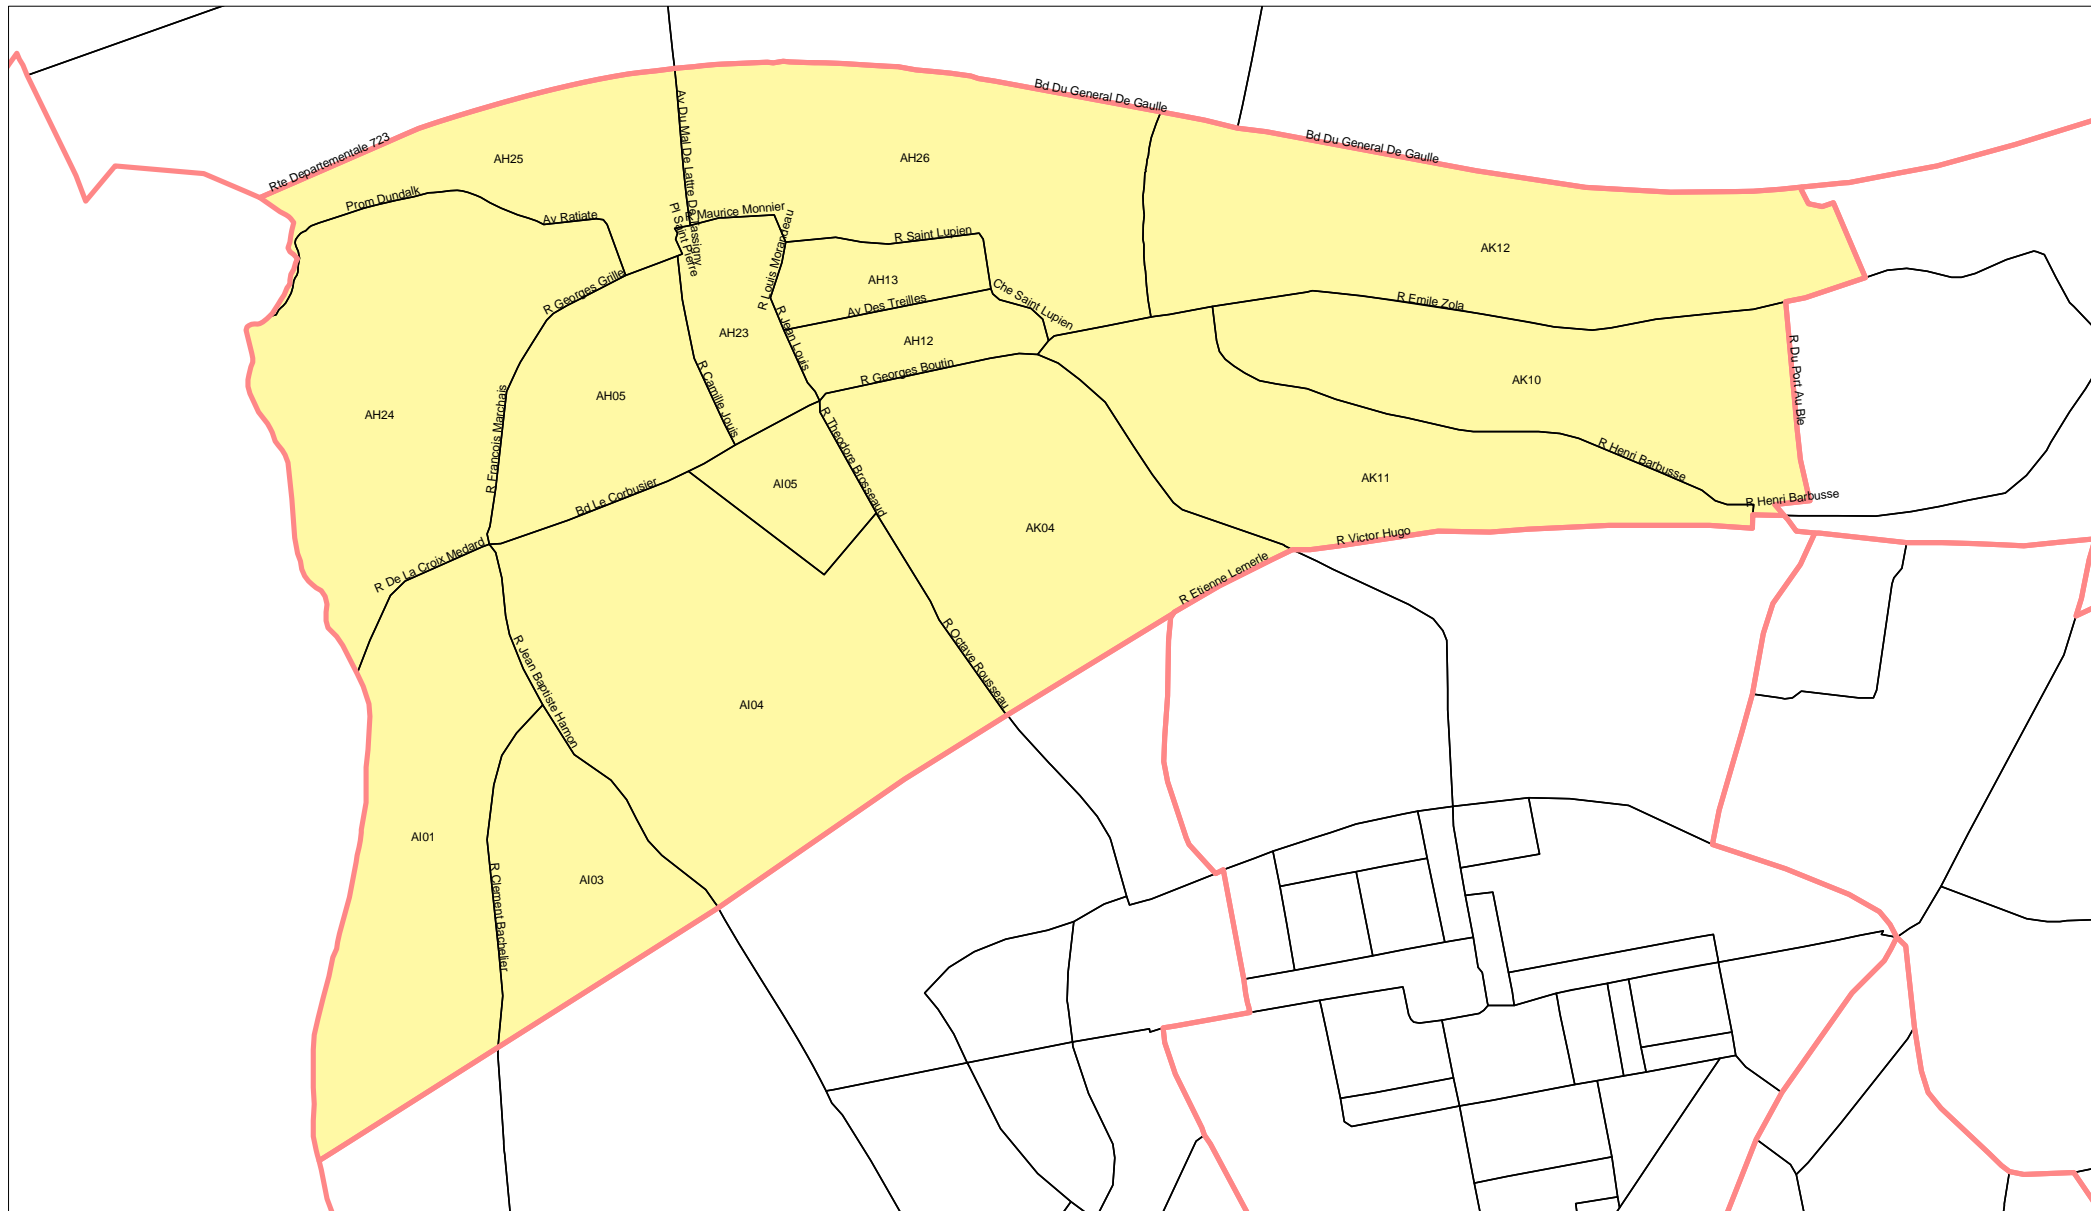 Bd Du General De Gaulle
Bd Du General De Gaulle
Rte Departementale 723
AH25
AH26
Av Du Mal De Lattre De Tassigny
Prom Dundalk
Av Ratiate
Pl Saint Pierre
R Maurice Monnier
R Louis Morandeau
R Saint Lupien
AK12
R Georges Grille
AH13
Che Saint Lupien
Av Des Treilles
R Emile Zola
R Jean Louis
AH23
AH12
R Du Port Au Ble
R Georges Boutin
R Camille Jouis
AK10
AH05
AH24
R Francois Marchais
R Theodore Brosseaud
R Henri Barbusse
AK11
AI05
Bd Le Corbusier
R Henri Barbusse
AK04
R Victor Hugo
R De La Croix Medard
R Etienne Lemerle
R Octave Rousseau
R Jean Baptiste Hamon
AI04
AI01
AI03
R Clement Bachelier